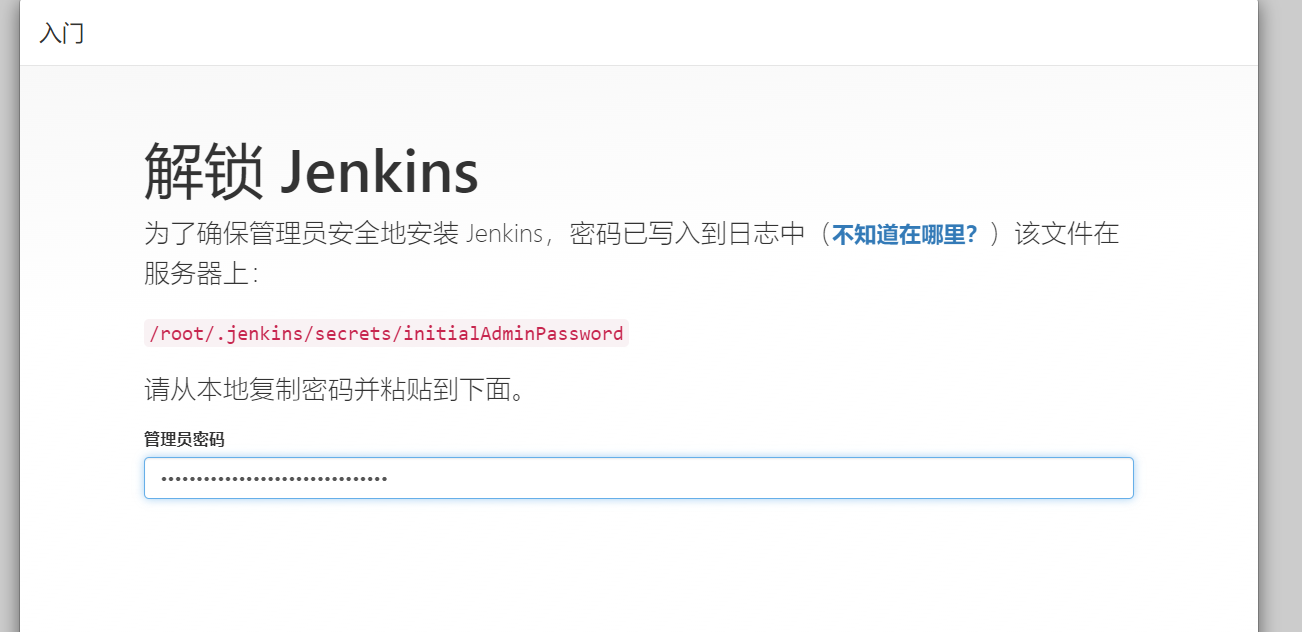 入门
解锁 Jenkins
为了确保管理员安全地安装 Jenkins，密码已写入到日志中（不知道在哪里？）该文件在
服务器上：
/root/.jenkins/secrets/initialAdminPassword
请从本地复制密码并粘贴到下面。
管理员密码
••••••••••••••••••••••••••••••••